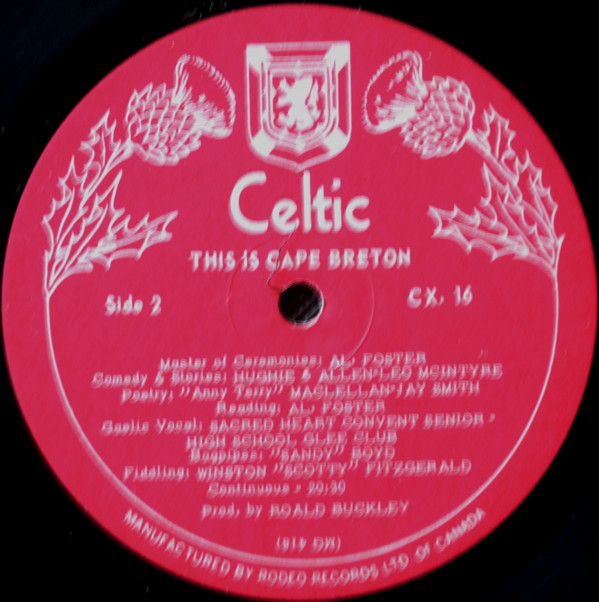 Celtic
THIS IS CAPE BRETON
Side 2
CX. 16
Master of Ceremonies: AL. FOSTER
Comedy & Stories: HUGHIE & ALLEN-LEO McINTYRE
Poetry: "Anny Terry" MACLELLAN-JAY SMITH
Reading: AL. FOSTER
Gaelic Vocal: SACRED HEART CONVENT SENIOR
HIGH SCHOOL GLEE CLUB
Bagpipes: "SANDY" BOYD
Fiddling: WINSTON "SCOTTY" FITZGERALD
Continuous - 20:30
Prod. by ROALD BUCKLEY
MANUFACTURED BY RODEO RECORDS LTD OF CANADA